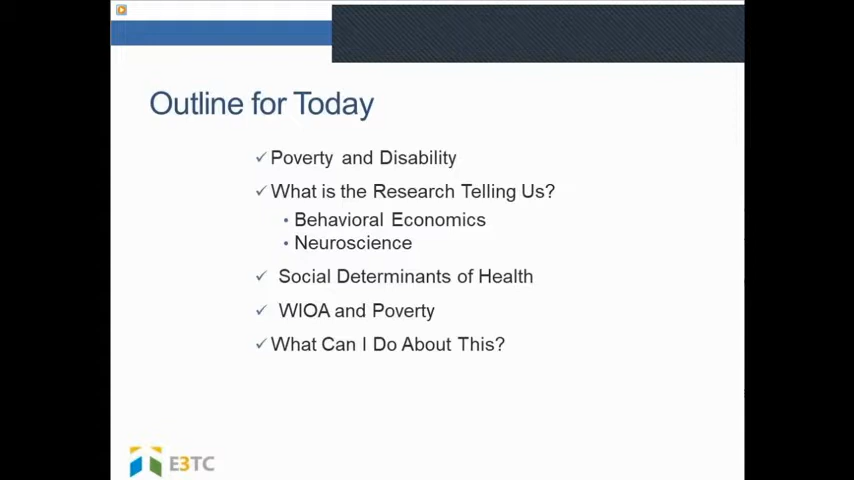 Outline for Today
Poverty and Disability
What is the Research Telling Us?
Behavioral Economics
Neuroscience
Social Determinants of Health
WIOA and Poverty
What Can I Do About This?
E3TC